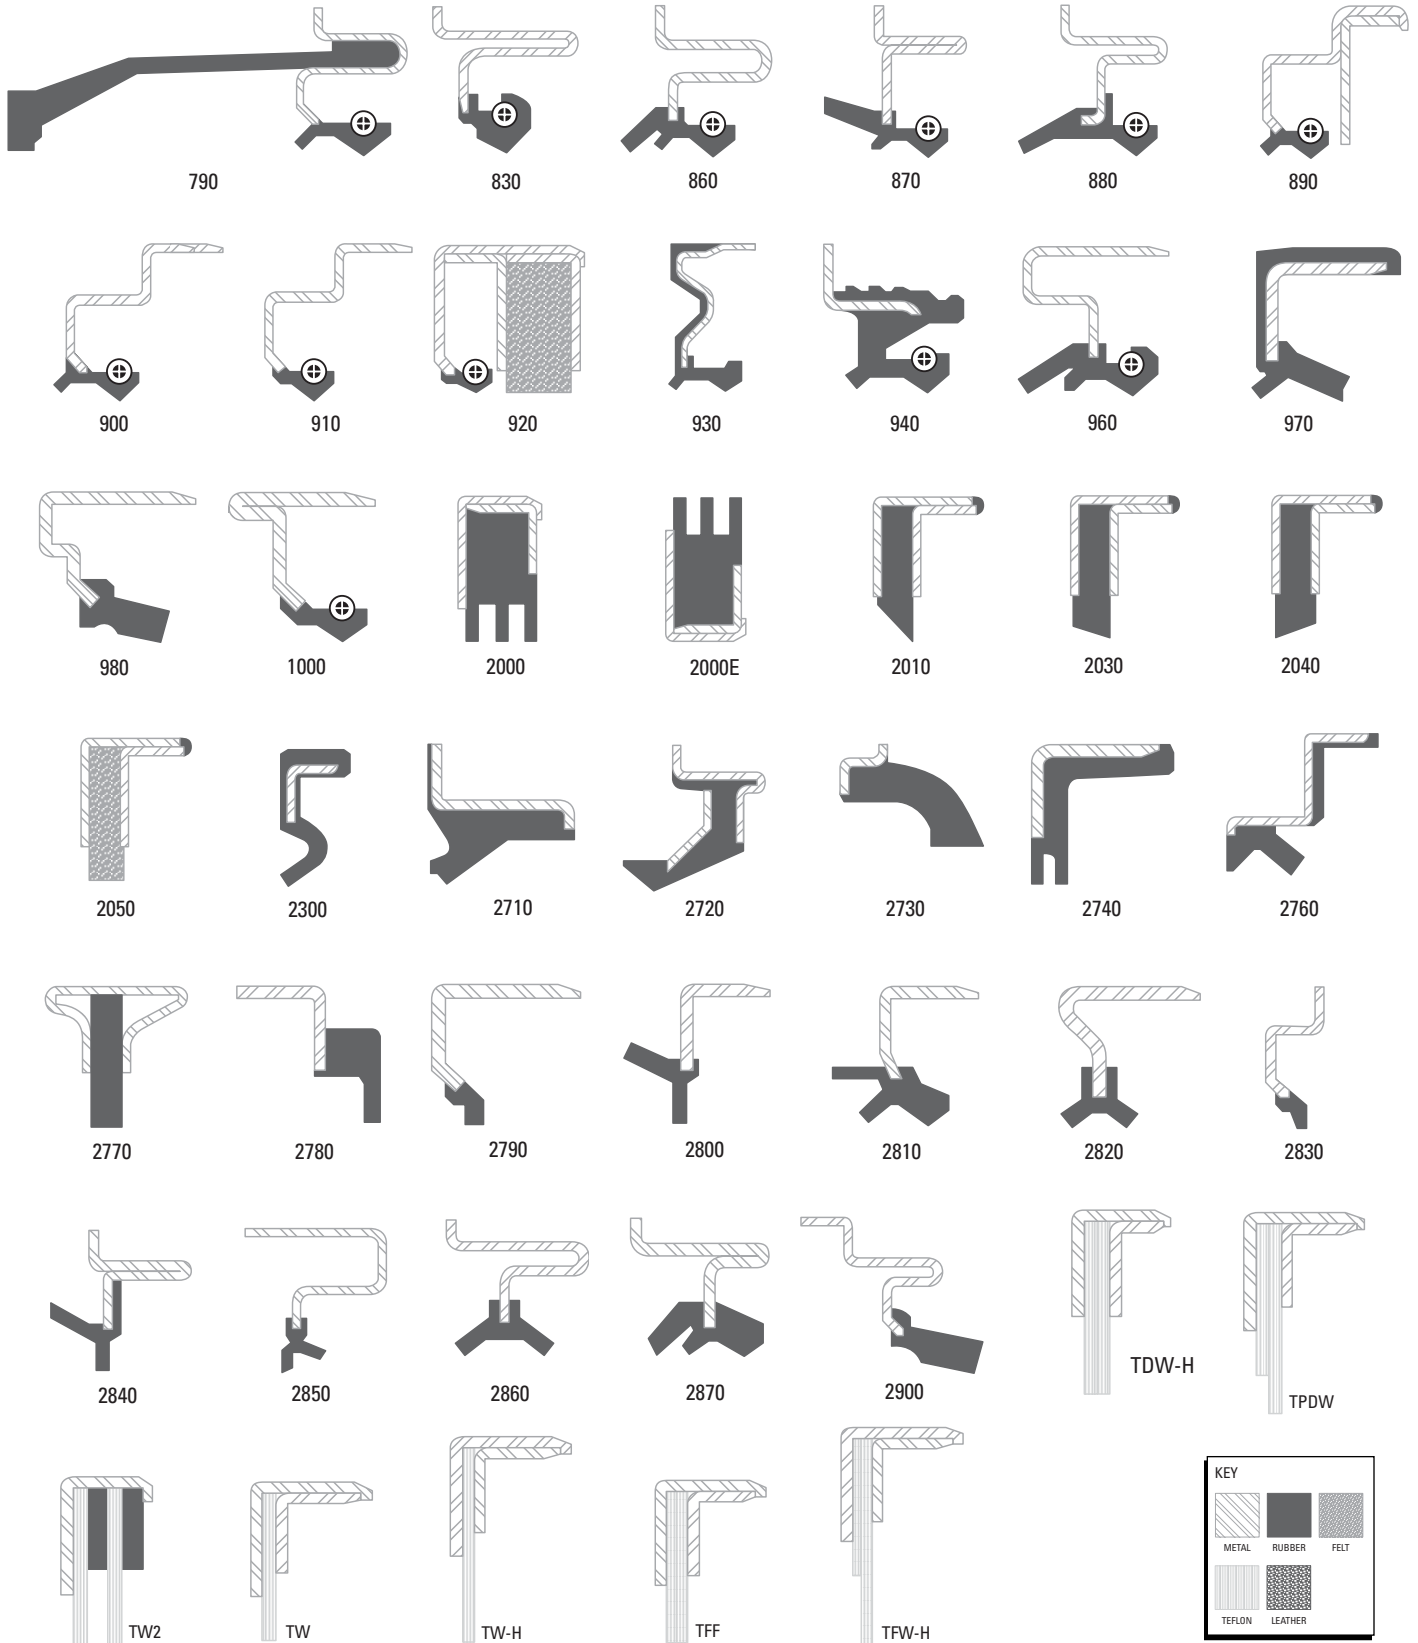 790 830 860 870 880 890
900 910 920 930 940 960 970
980 1000 2000 2000E 2010 2030 2040
2050 2300 2710 2720 2730 2740 2760
2770 2780 2790 2800 2810 2820 2830
2840 2850 2860 2870 2900 TDW-H TPDW
TW2 TW TW-H TFF TFW-H
KEY
METAL RUBBER FELT
TEFLON LEATHER